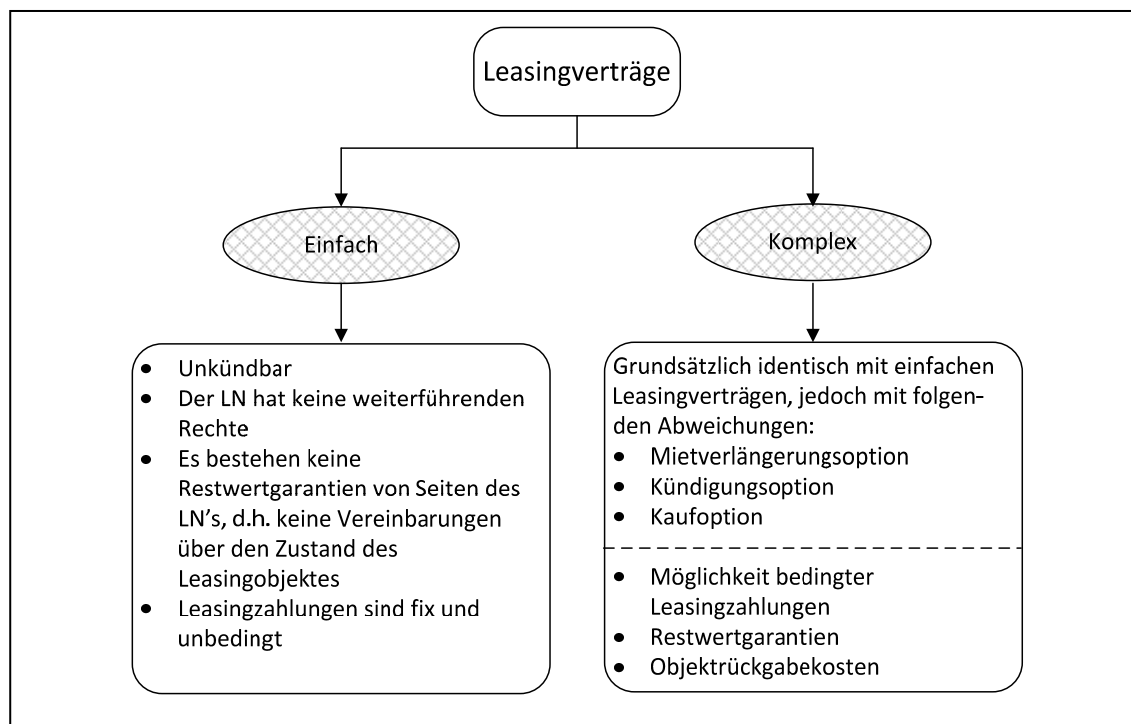 Leasingverträge
Einfach
Komplex
• Unkündbar
• Der LN hat keine weiterführenden
Rechte
• Es bestehen keine
Restwertgarantien von Seiten des
LN's, d.h. keine Vereinbarungen
über den Zustand des
Leasingobjektes
• Leasingzahlungen sind fix und
unbedingt
Grundsätzlich identisch mit einfachen
Leasingverträgen, jedoch mit folgen-
den Abweichungen:
• Mietverlängerungsoption
• Kündigungsoption
• Kaufoption
• Möglichkeit bedingter
Leasingzahlungen
• Restwertgarantien
• Objektrückgabekosten